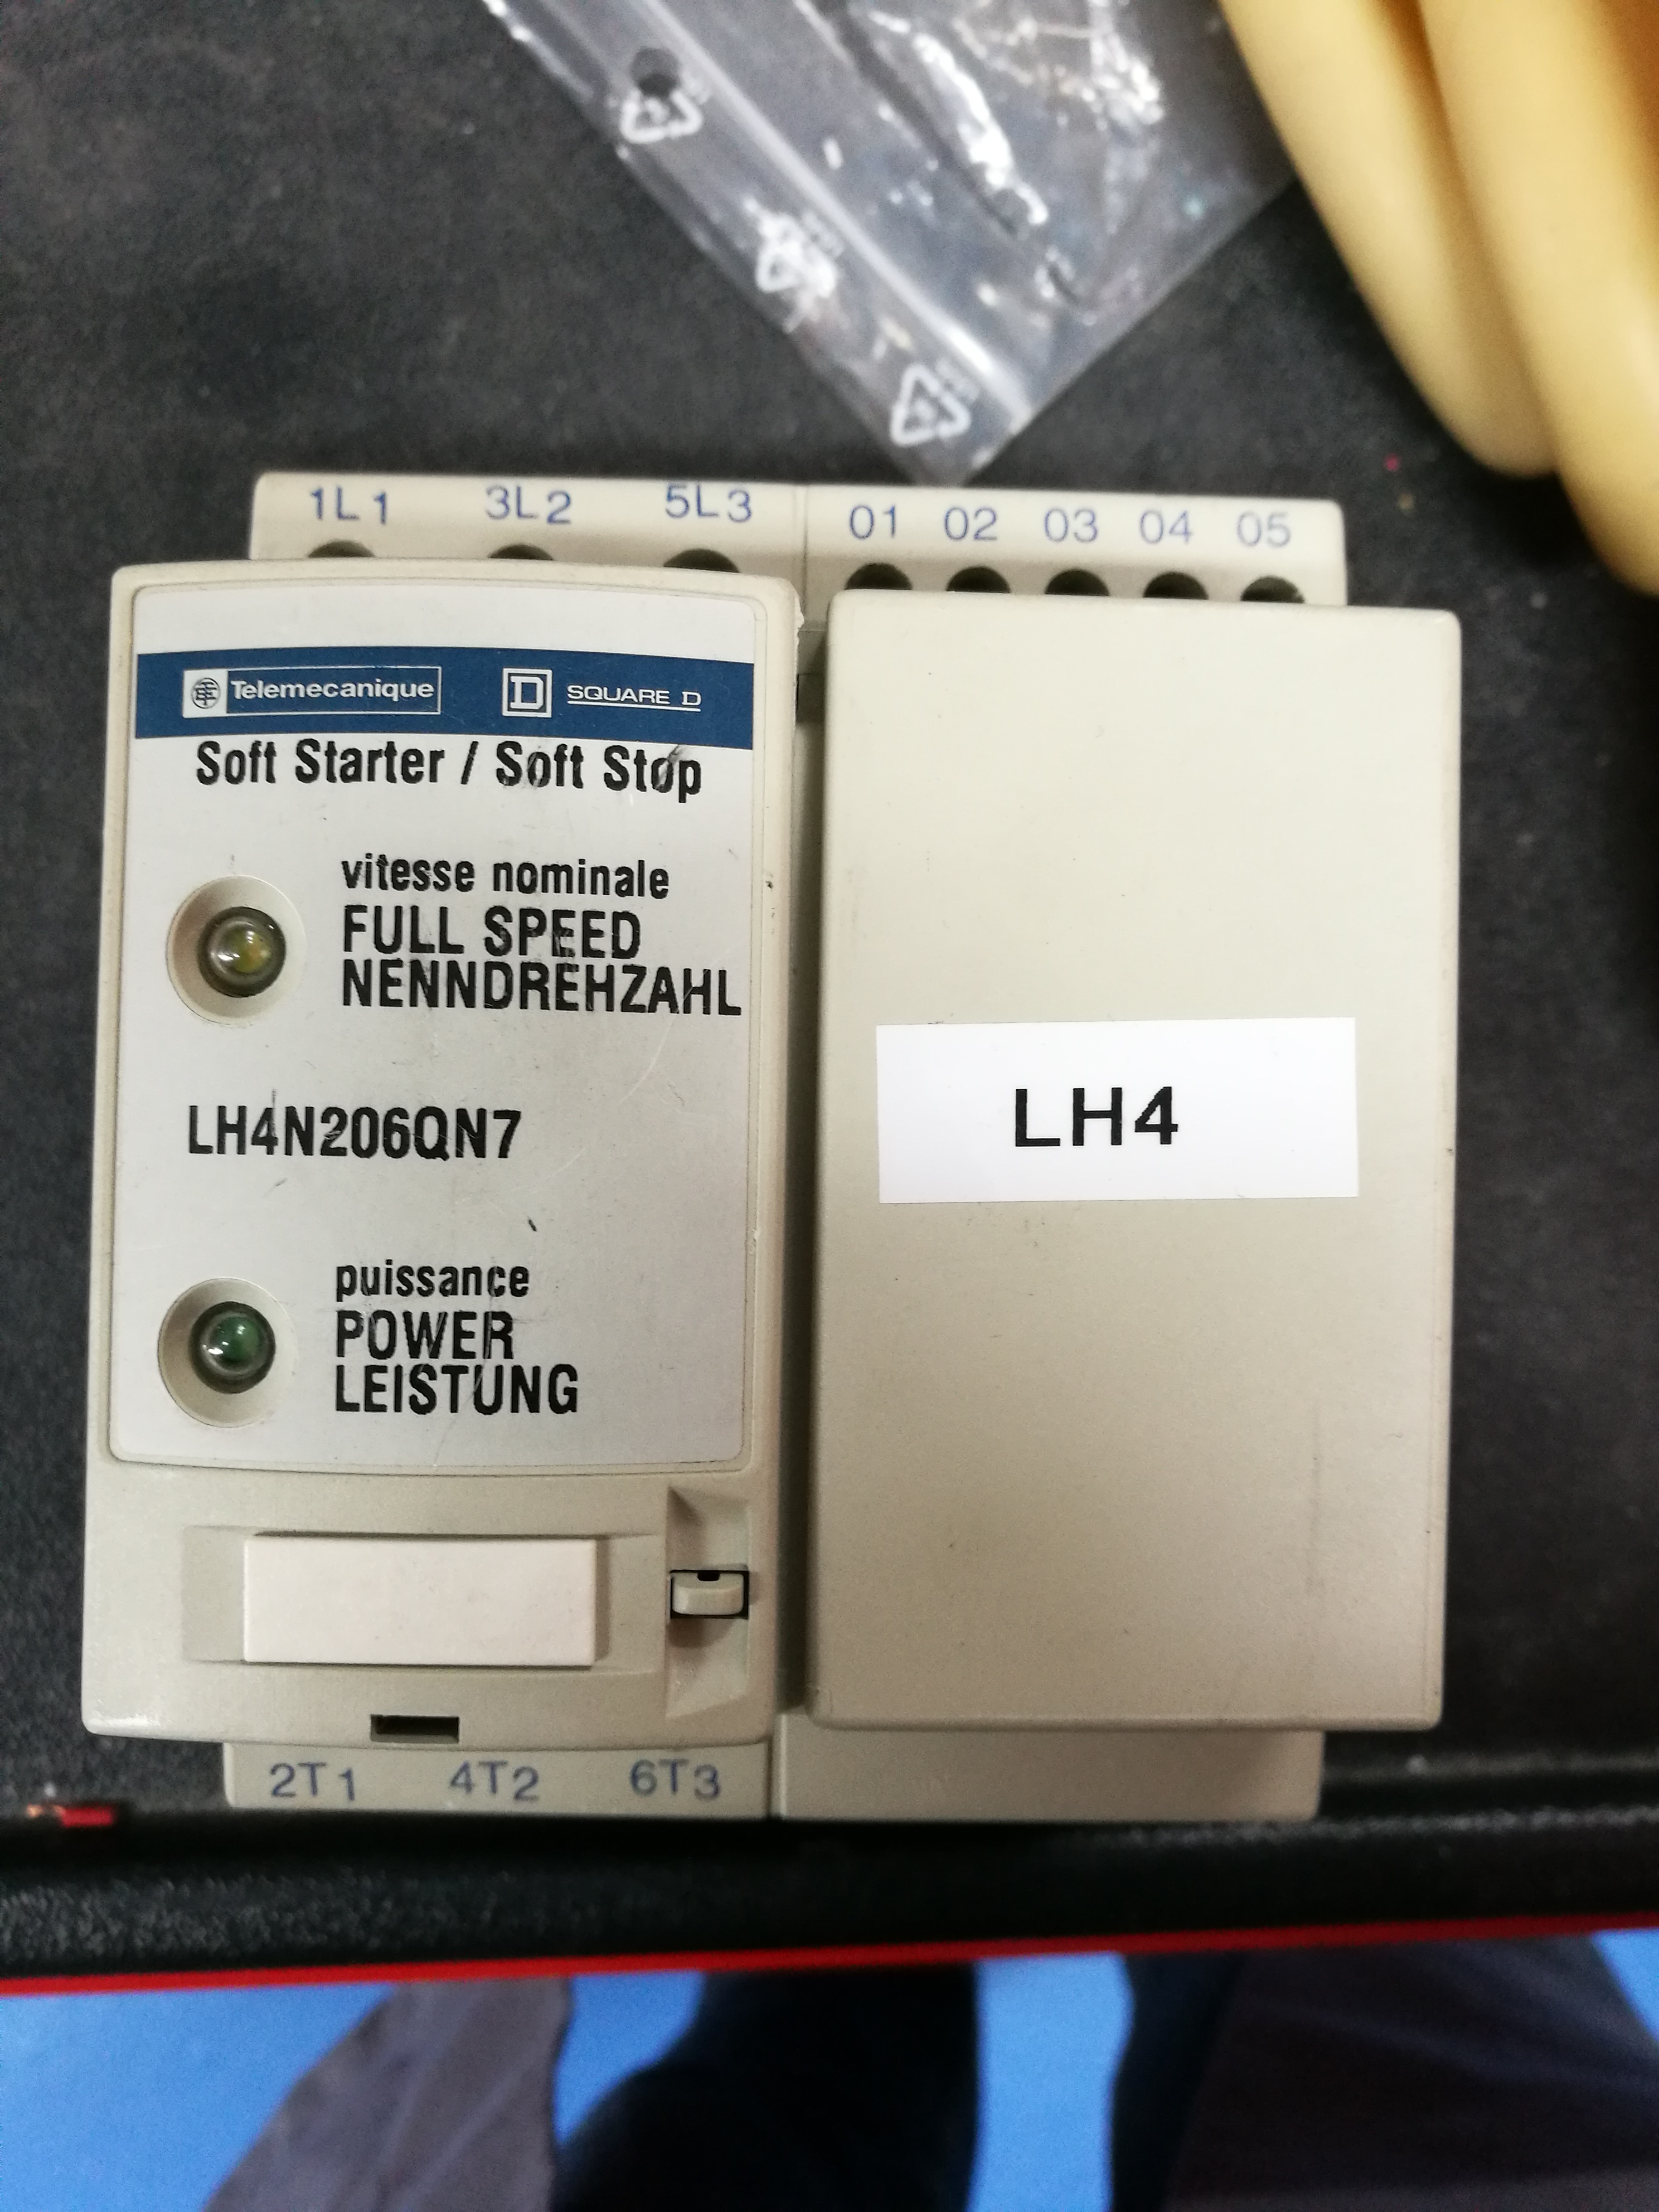 1L1 3L2 5L3
01 02 03 04 05
Telemecanique
D SQUARE D
Soft Starter / Soft Stop
vitesse nominale
FULL SPEED
NENNDREHZAHL
LH4N206QN7
puissance
POWER
LEISTUNG
LH4
2T1 4T2 6T3